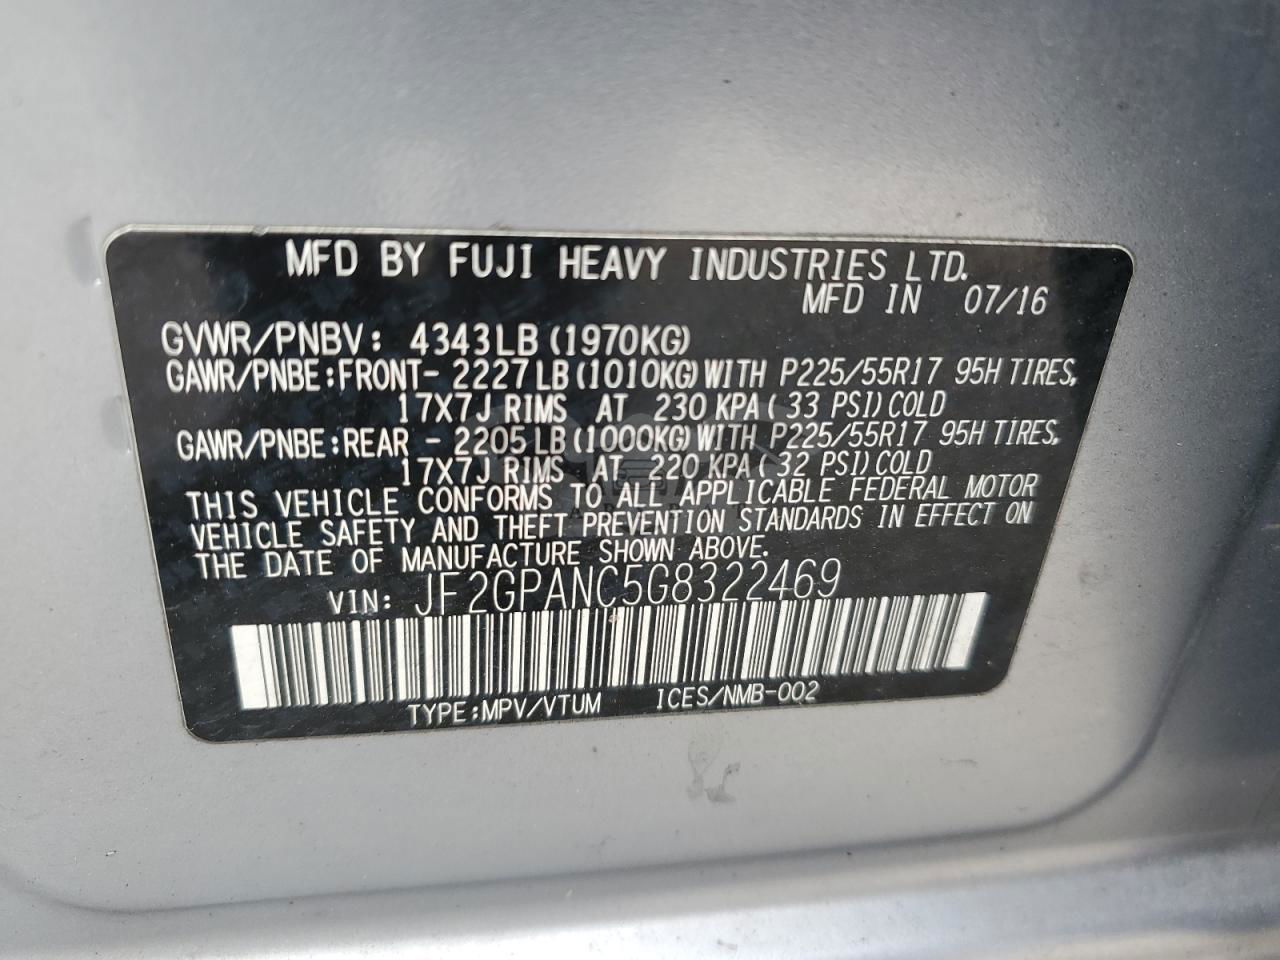 MFD BY FUJI HEAVY INDUSTRIES LTD.
MFD IN 07/16
GVWR/PNBV: 4343LB (1970KG)
GAWR/PNBE:FRONT- 2227LB(1010KG)WITH P225/55R17 95H TIRES,
17X7J RIMS AT 230 KPA( 33 PSI)COLD
GAWR/PNBE:REAR - 2205LB(1000KG)WITH P225/55R17 95H TIRES,
17X7J RIMS AT 220 KPA( 32 PSI)COLD
THIS VEHICLE CONFORMS TO ALL APPLICABLE FEDERAL MOTOR
VEHICLE SAFETY AND THEFT PREVENTION STANDARDS IN EFFECT ON
THE DATE OF MANUFACTURE SHOWN ABOVE.
VIN: JF2GPANC5G8322469
TYPE:MPV/VTUM ICES/NMB-002